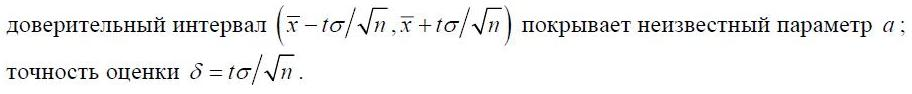 доверительный интервал (x̅ − tσ/√n, x̅ + tσ/√n) покрывает неизвестный параметр a;
точность оценки δ = tσ/√n.